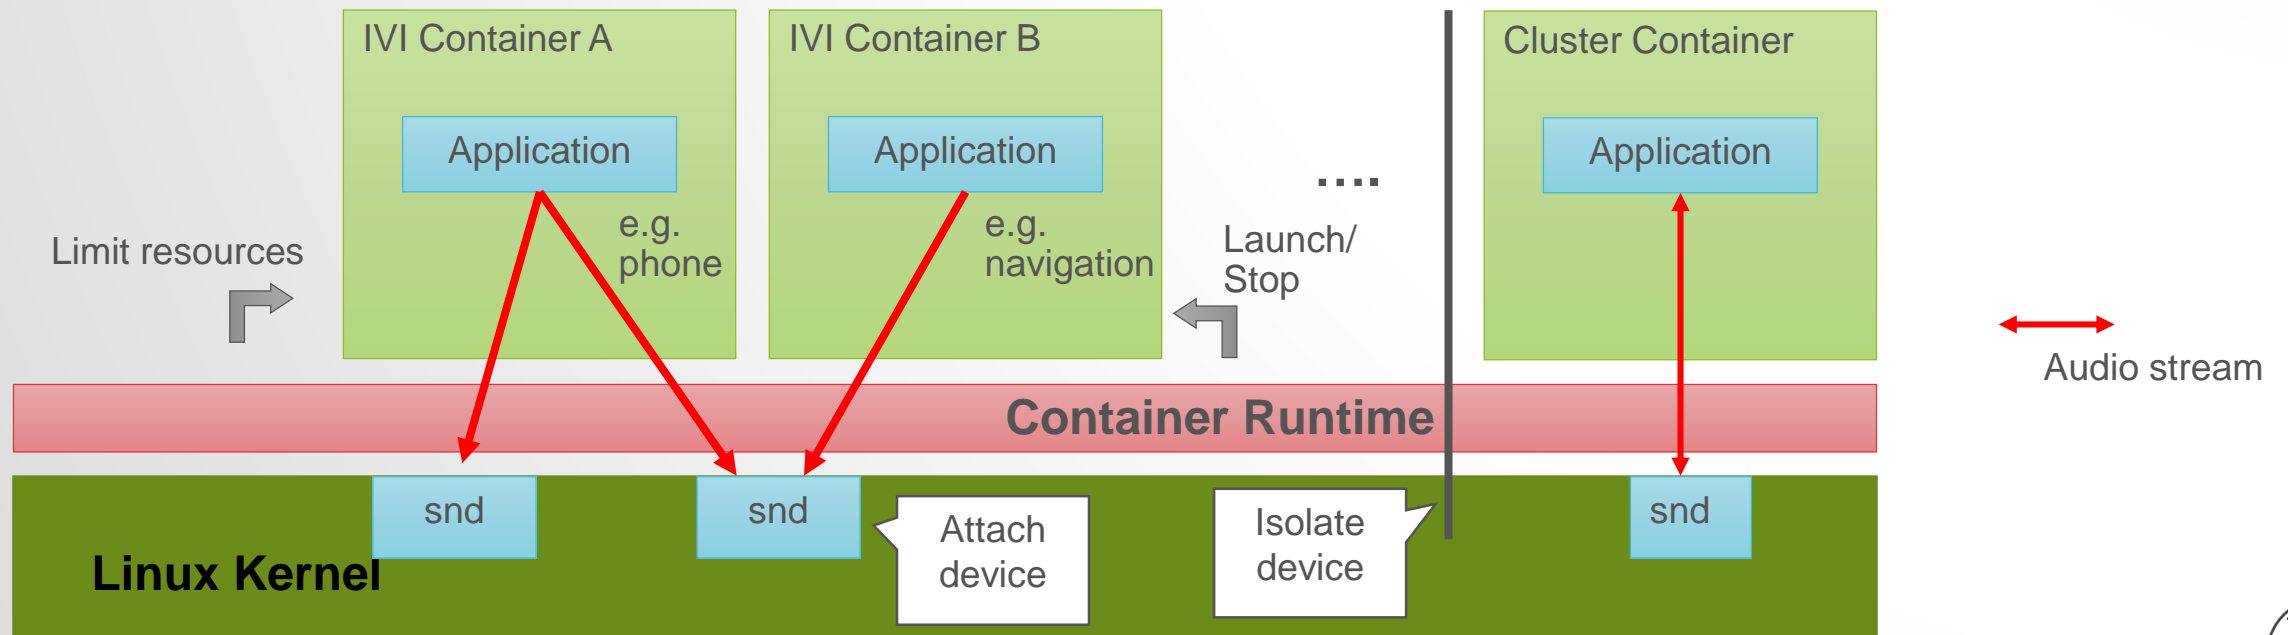 IVI Container A
IVI Container B
Cluster Container
Application
Application
Application
....
e.g.
phone
e.g.
navigation
Limit resources
Launch/
Stop
Audio stream
Container Runtime
snd
snd
snd
Attach
device
Isolate
device
Linux Kernel